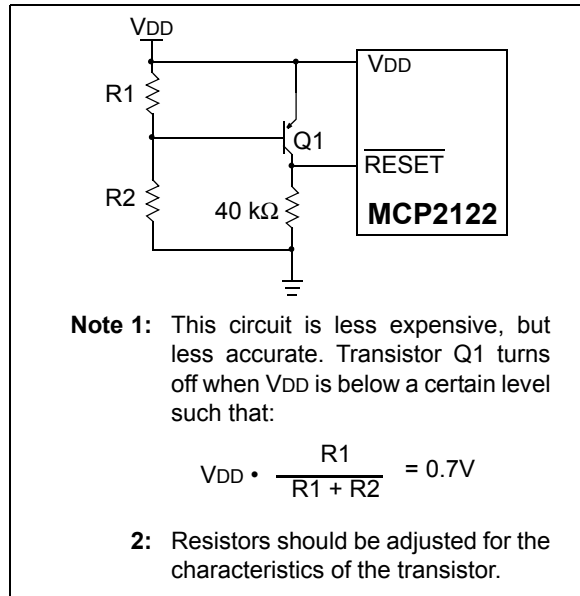 VDD
VDD
R1
Q1
RESET
R2
40 kΩ
MCP2122
Note 1: This circuit is less expensive, but
less accurate. Transistor Q1 turns
off when VDD is below a certain level
such that:
VDD • R1 / R1 + R2 = 0.7V
2: Resistors should be adjusted for the
characteristics of the transistor.